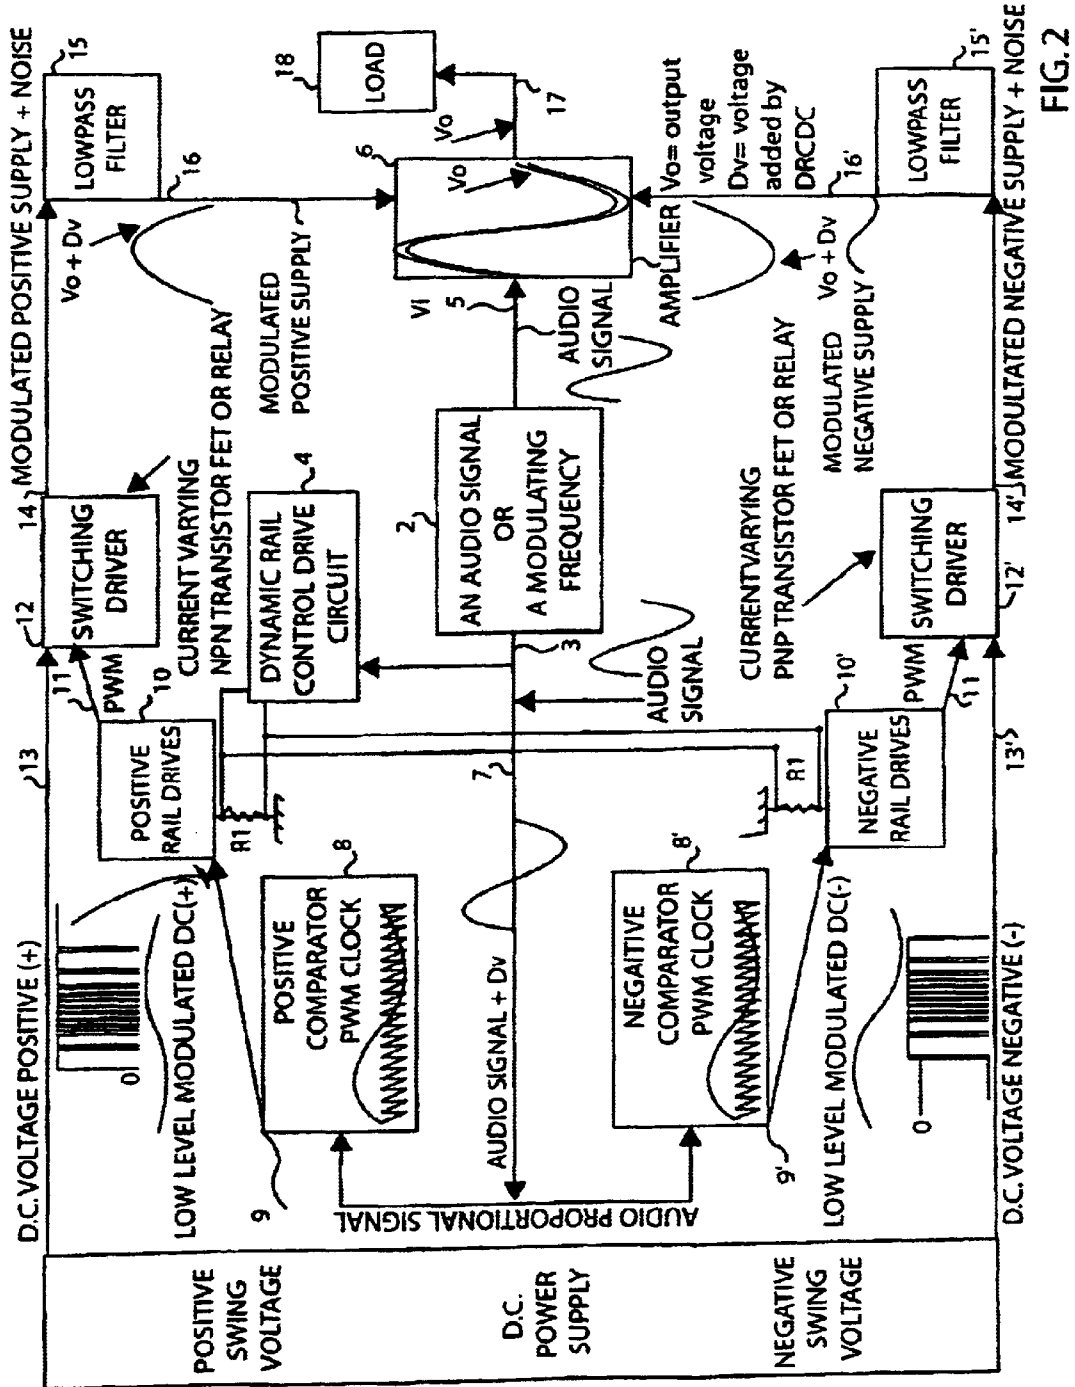 D.C. VOLTAGE POSITIVE (+)
13
12
14
MODULATED POSITIVE SUPPLY + NOISE
15
LOWPASS
FILTER
16
Vo + Dv
SWITCHING
DRIVER
11
PWM
10
POSITIVE
RAIL DRIVES
CURRENT VARYING
NPN TRANSISTOR FET OR RELAY
MODULATED
POSITIVE SUPPLY
0
LOW LEVEL MODULATED DC(+)
R1
DYNAMIC RAIL
CONTROL DRIVE
CIRCUIT
4
POSITIVE
SWING
VOLTAGE
9
POSITIVE
COMPARATOR
PWM CLOCK
8
18
LOAD
6
Vo
Vo
17
VI
5
2
AN AUDIO SIGNAL
OR
A MODULATING
FREQUENCY
3
AUDIO
SIGNAL
AUDIO SIGNAL + Dv
7
AUDIO PROPORTIONAL SIGNAL
D.C.
POWER
SUPPLY
AUDIO
SIGNAL
AMPLIFIER
Vo= output
voltage
Dv= voltage
added by
DRCDC
16'
NEGAITIVE
COMPARATOR
PWM CLOCK
8'
R1
CURRENTVARYING
PNP TRANSISTOR FET OR RELAY
MODULATED
NEGATIVE SUPPLY
Vo + Dv
NEGATIVE
SWING
VOLTAGE
9'
LOW LEVEL MODULATED DC(-)
0
NEGATIVE
RAIL DRIVES
10'
PWM
11
SWITCHING
DRIVER
12'
LOWPASS
FILTER
15'
D.C. VOLTAGE NEGATIVE (-)
13'
14'
MODULTATED NEGATIVE SUPPLY + NOISE
FIG. 2